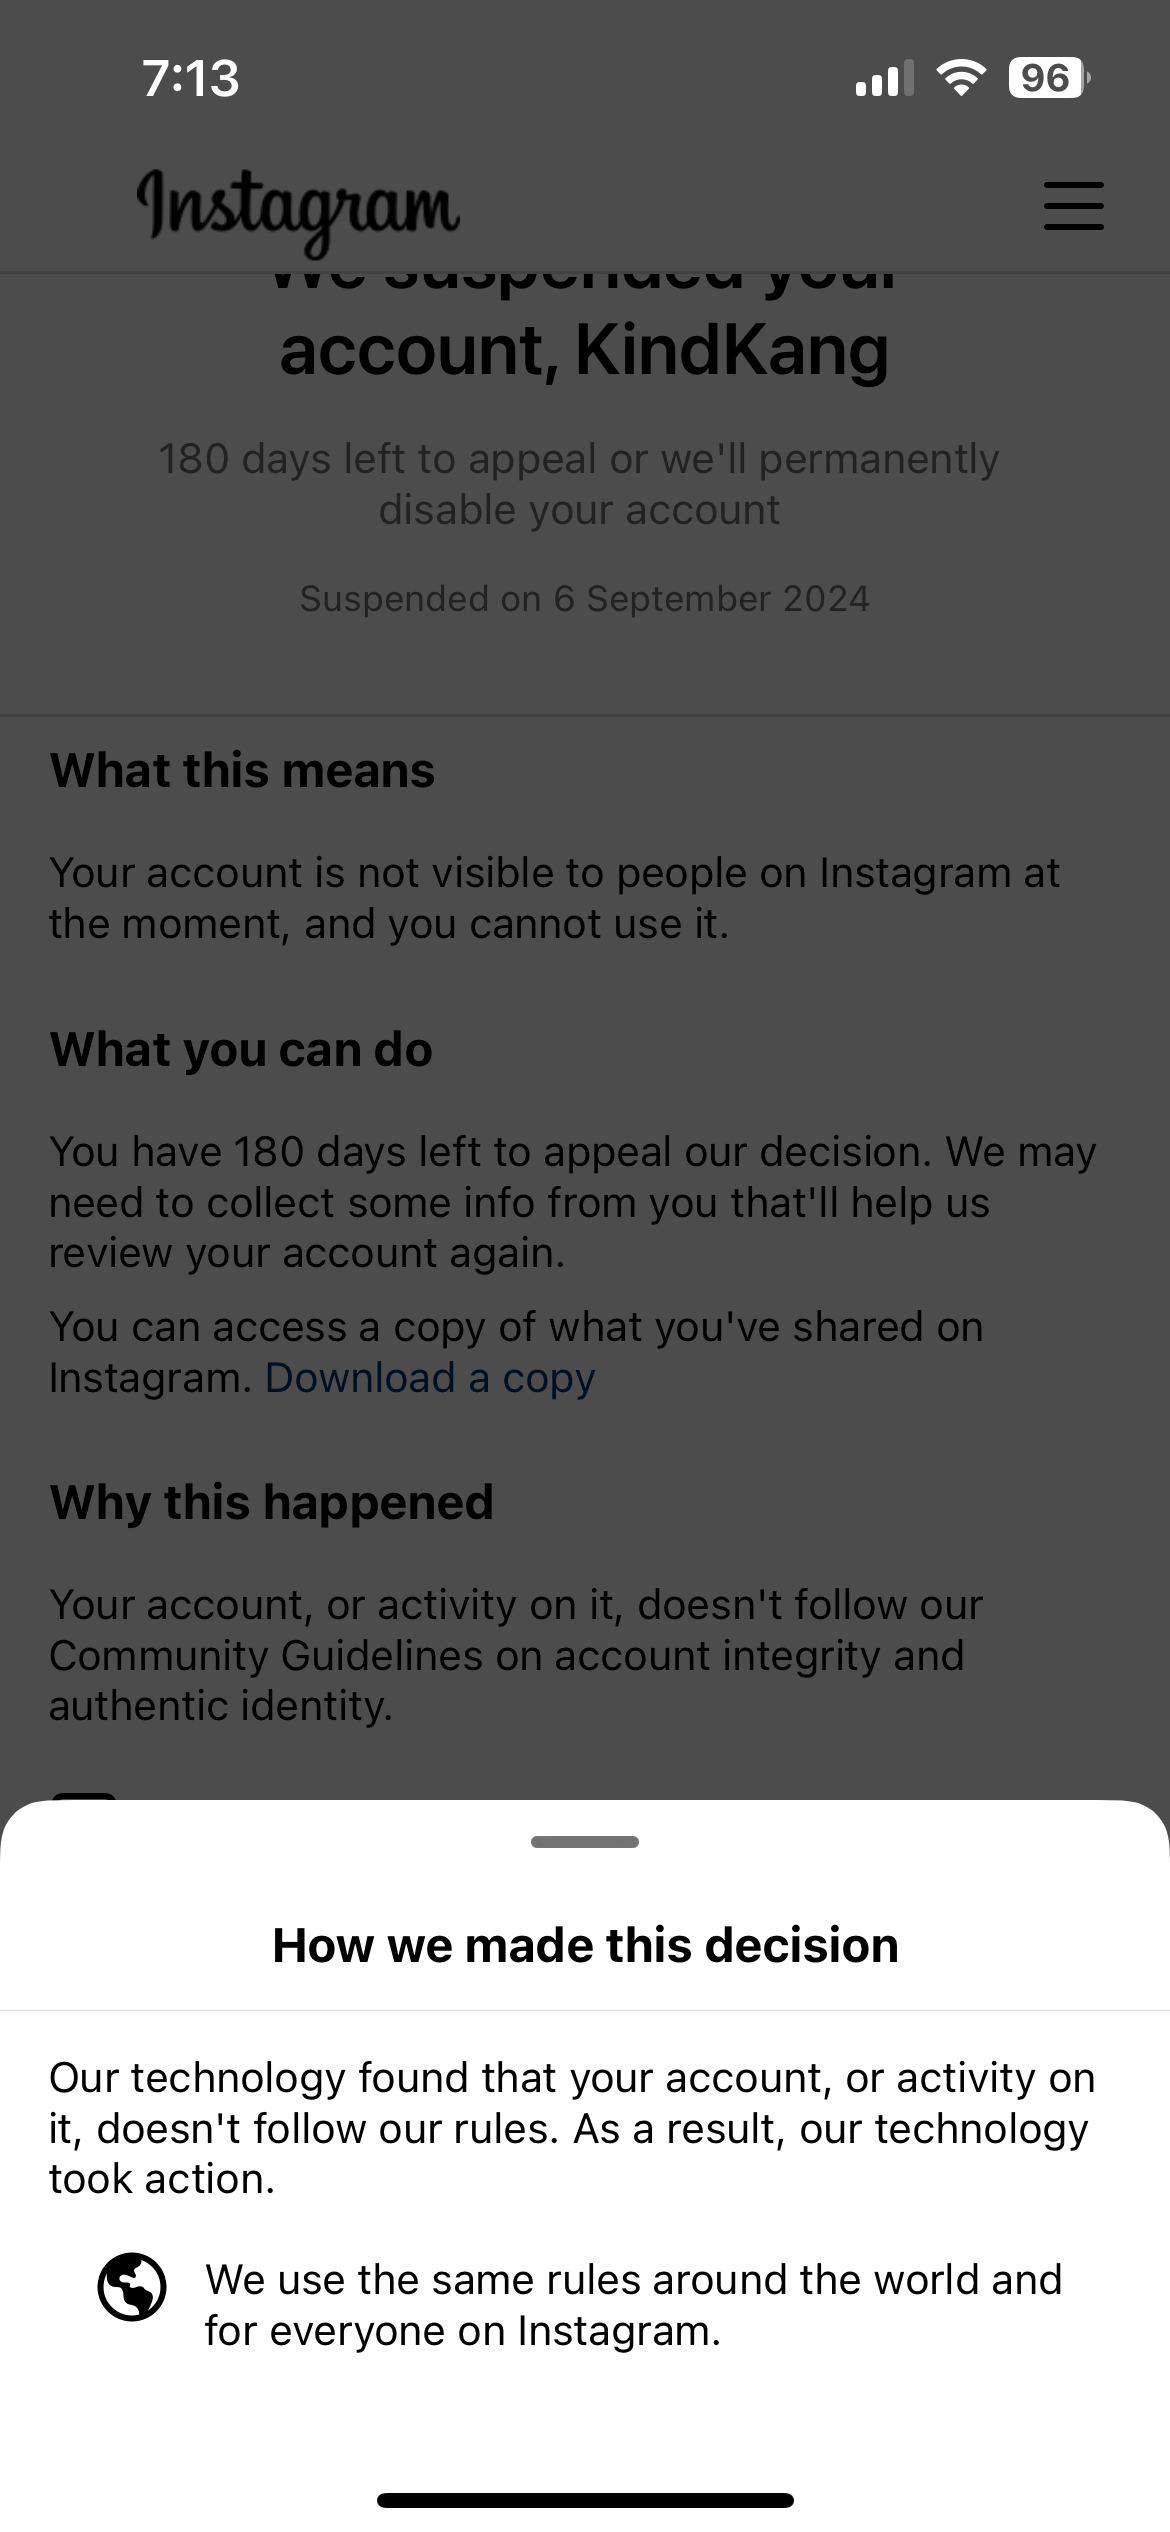 7:13
96
Instagram
We suspended your
account, KindKang
180 days left to appeal or we'll permanently
disable your account
Suspended on 6 September 2024
What this means
Your account is not visible to people on Instagram at
the moment, and you cannot use it.
What you can do
You have 180 days left to appeal our decision. We may
need to collect some info from you that'll help us
review your account again.
You can access a copy of what you've shared on
Instagram. Download a copy
Why this happened
Your account, or activity on it, doesn't follow our
Community Guidelines on account integrity and
authentic identity.
How we made this decision
Our technology found that your account, or activity on
it, doesn't follow our rules. As a result, our technology
took action.
We use the same rules around the world and
for everyone on Instagram.